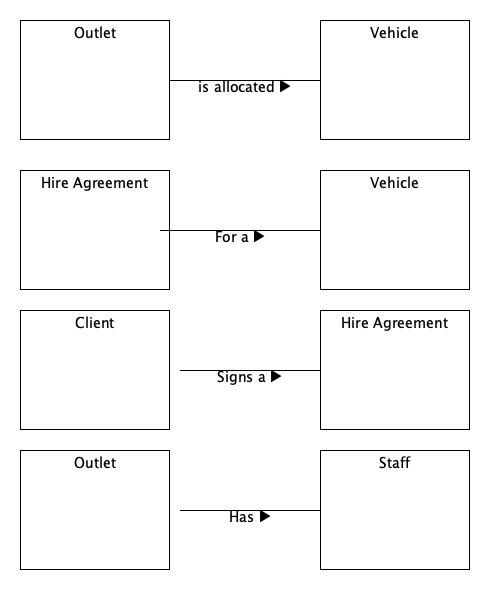 Outlet
Vehicle
is allocated ▶
Hire Agreement
Vehicle
For a ▶
Client
Hire Agreement
Signs a ▶
Outlet
Staff
Has ▶